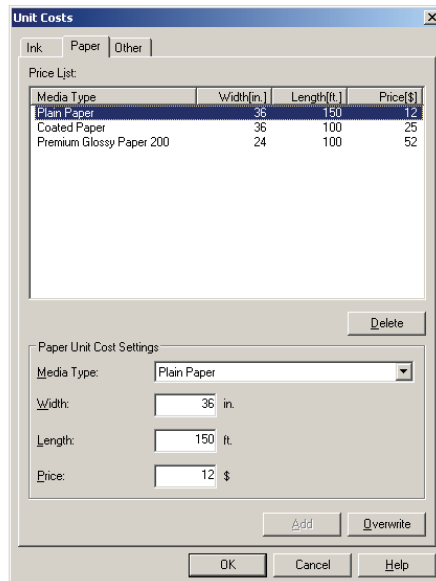 Unit Costs
Ink Paper Other
Price List:
Media Type Width[in.] Length[ft.] Price[$]
Plain Paper 36 150 12
Coated Paper 36 100 25
Premium Glossy Paper 200 24 100 52
Delete
Paper Unit Cost Settings
Media Type: Plain Paper
Width: 36 in.
Length: 150 ft.
Price: 12 $
Add Overwrite
OK Cancel Help